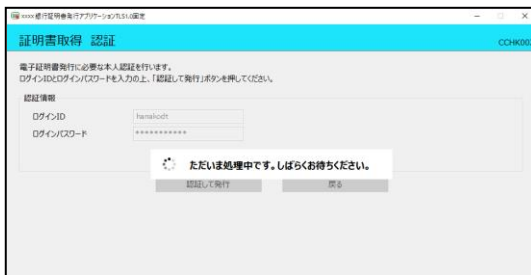 xxxx 銀行証明書発行アプリケーションTLS1.0固定
証明書取得 認証
CCHK002
電子証明書発行に必要な本人認証を行います。
ログインIDとログインパスワードを入力の上、「認証して発行」ボタンを押してください。
認証情報
ログインID
hanakodt
ログインパスワード
***********
ただいま処理中です。しばらくお待ちください。
認証して発行
戻る